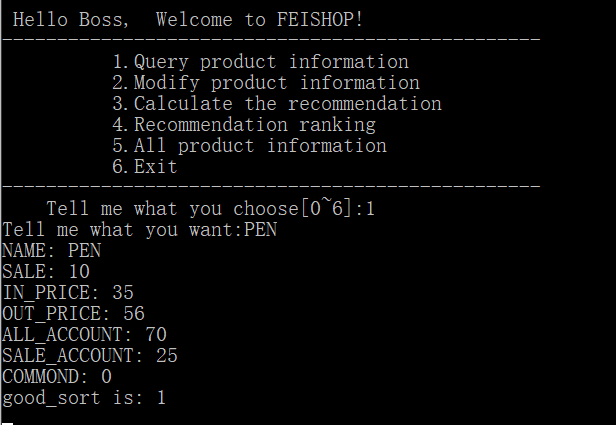 Hello Boss,  Welcome to FEISHOP!
-------------------------------------------------
1.Query product information
2.Modify product information
3.Calculate the recommendation
4.Recommendation ranking
5.All product information
6.Exit
-------------------------------------------------
Tell me what you choose[0~6]:1
Tell me what you want:PEN
NAME: PEN
SALE: 10
IN_PRICE: 35
OUT_PRICE: 56
ALL_ACCOUNT: 70
SALE_ACCOUNT: 25
COMMOND: 0
good_sort is: 1